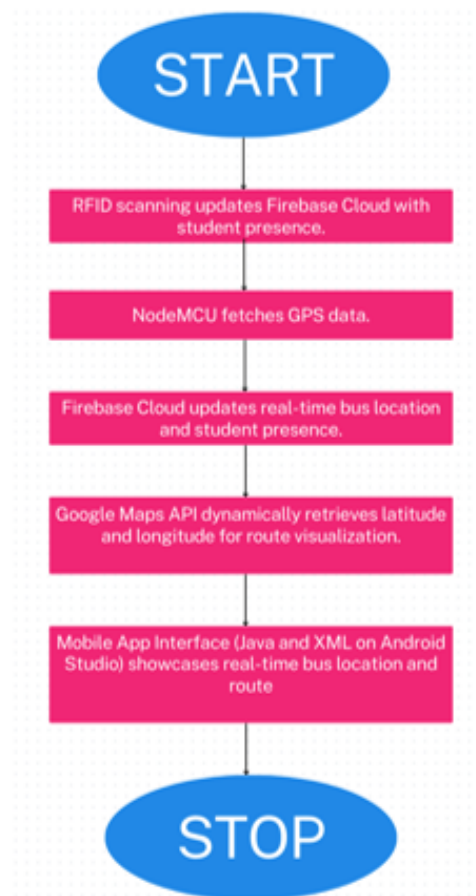 START
RFID scanning updates Firebase Cloud with
student presence.
NodeMCU fetches GPS data.
Firebase Cloud updates real-time bus location
and student presence.
Google Maps API dynamically retrieves latitude
and longitude for route visualization.
Mobile App Interface (Java and XML on Android
Studio) showcases real-time bus location and
route
STOP